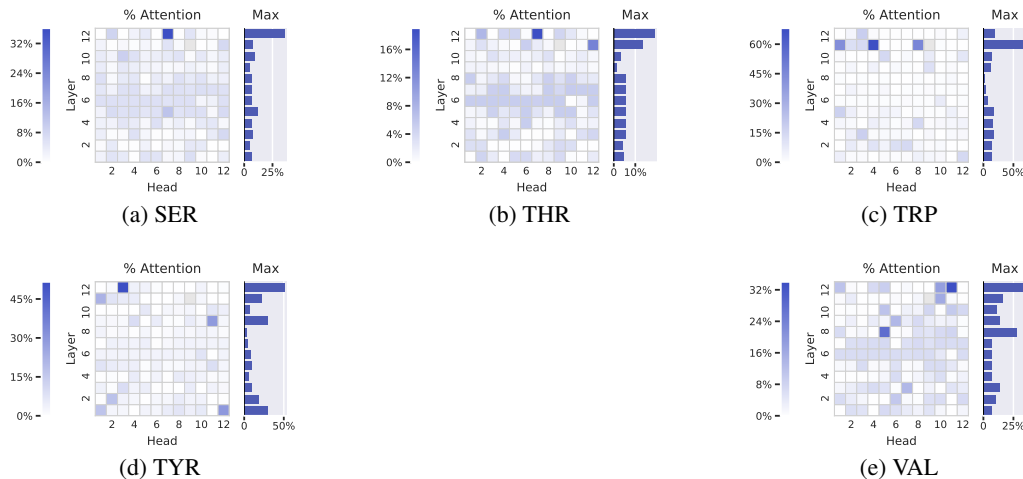 % Attention Max
32%
24%
16%
8%
0%
Layer
12
10
8
6
4
2
2 4 6 8 10 12
Head
0 25%
(a) SER
% Attention Max
16%
12%
8%
4%
0%
Layer
12
10
8
6
4
2
2 4 6 8 10 12
Head
0 10%
(b) THR
% Attention Max
60%
45%
30%
15%
0%
Layer
12
10
8
6
4
2
2 4 6 8 10 12
Head
0 50%
(c) TRP
% Attention Max
45%
30%
15%
0%
Layer
12
10
8
6
4
2
2 4 6 8 10 12
Head
0 50%
(d) TYR
% Attention Max
32%
24%
16%
8%
0%
Layer
12
10
8
6
4
2
2 4 6 8 10 12
Head
0 25%
(e) VAL